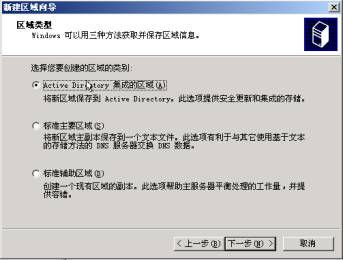 新建区域向导
区域类型
Windows 可以用三种方法获取并保存区域信息。
选择您要创建的区域的类别:
Active Directory 集成的区域(A)
将新区域保存到 Active Directory。此选项提供安全更新和集成的存储。
标准主要区域(S)
将新区域主副本保存到一个文本文件。此选项有利于与其它使用基于文本
的存储方法的 DNS 服务器交换 DNS 数据。
标准辅助区域(D)
创建一个现有区域的副本。此选项帮助主服务器平衡处理的工作量，并提
供容错。
< 上一步(B) 下一步(N) > 取消